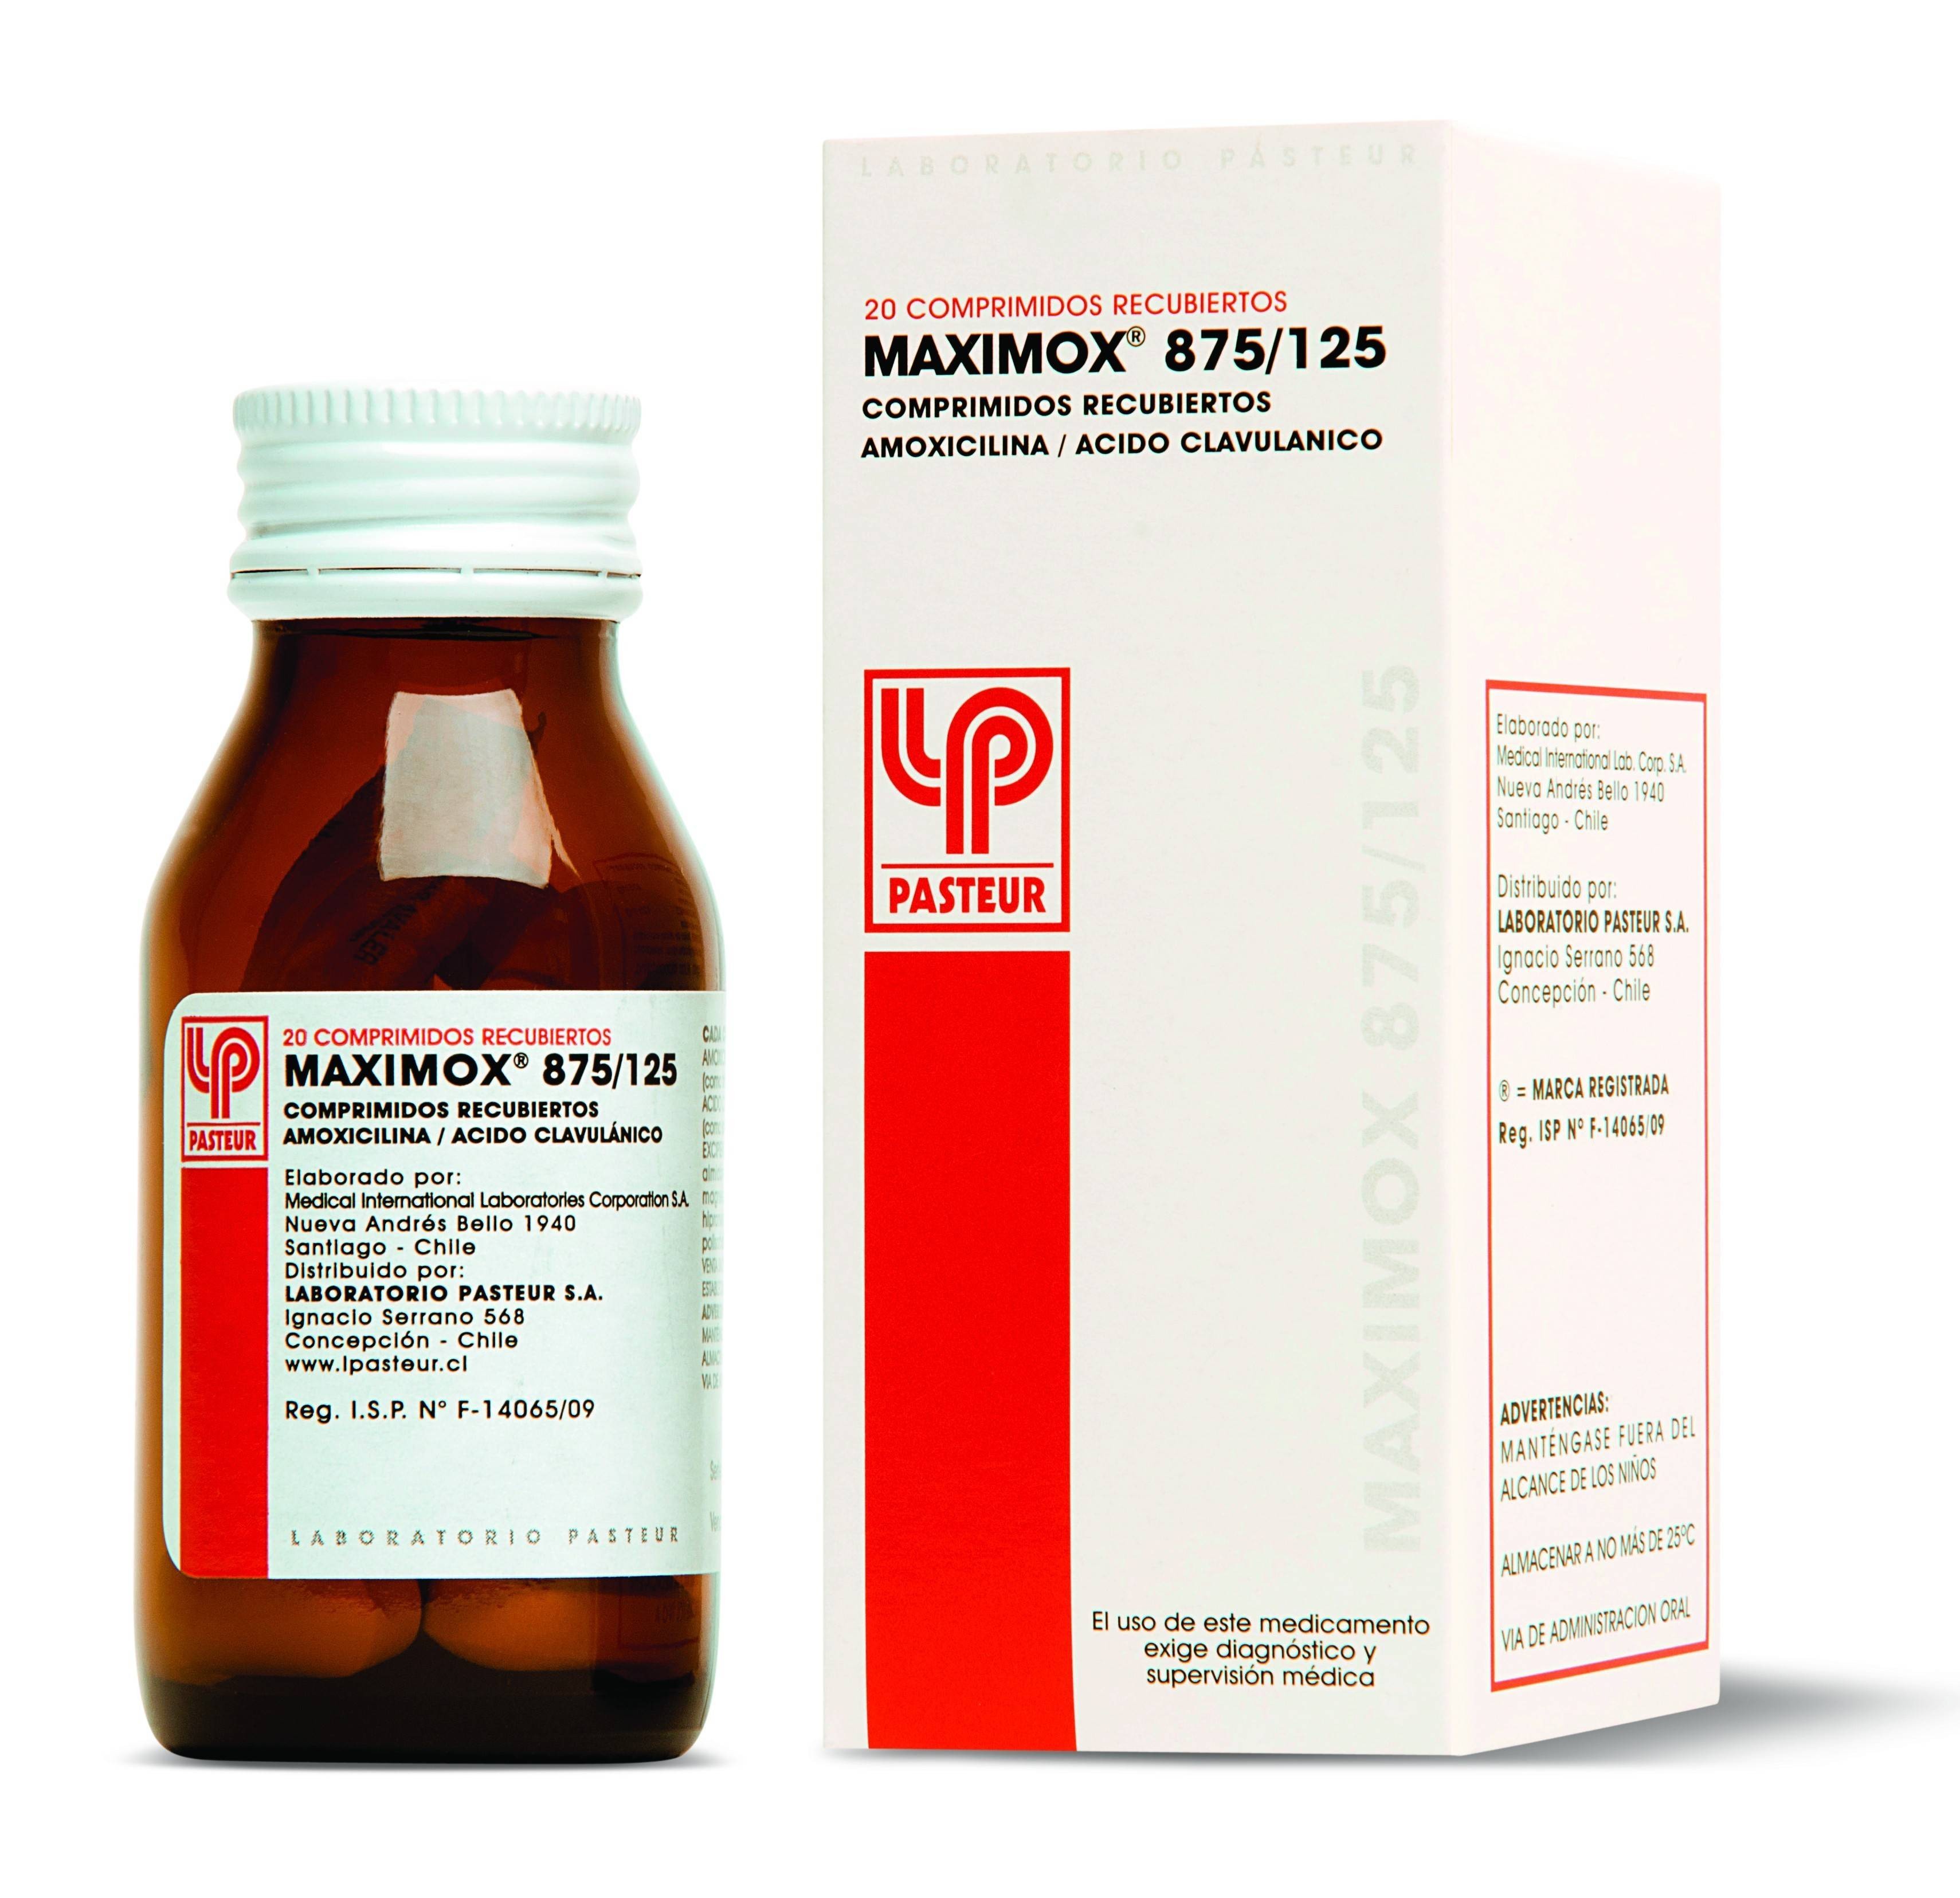 20 COMPRIMIDOS RECUBIERTOS
MAXIMOX® 875/125
COMPRIMIDOS RECUBIERTOS
AMOXICILINA / ACIDO CLAVULÁNICO
PASTEUR
Elaborado por:
Medical International Laboratories Corporation S.A.
Nueva Andrés Bello 1940
Santiago - Chile
Distribuido por:
LABORATORIO PASTEUR S.A.
Ignacio Serrano 568
Concepción - Chile
www.lpasteur.cl
Reg. I.S.P. N° F-14065/09
LABORATORIO PASTEUR
LABORATORIO PÁSTEUR
20 COMPRIMIDOS RECUBIERTOS
MAXIMOX® 875/125
COMPRIMIDOS RECUBIERTOS
AMOXICILINA / ACIDO CLAVULANICO
PASTEUR
MAXIMOX 875/125
El uso de este medicamento
exige diagnóstico y
supervisión médica
Elaborado por:
Medical International Lab. Corp. S.A.
Nueva Andrés Bello 1940
Santiago - Chile
Distribuido por:
LABORATORIO PASTEUR S.A.
Ignacio Serrano 568
Concepción - Chile
® = MARCA REGISTRADA
Reg. ISP N° F-14065/09
ADVERTENCIAS:
MANTÉNGASE FUERA DEL
ALCANCE DE LOS NIÑOS
ALMACENAR A NO MÁS DE 25°C
VIA DE ADMINISTRACION ORAL